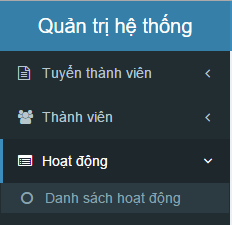 Quản trị hệ thống
Tuyển thành viên
Thành viên
Hoạt động
Danh sách hoạt động